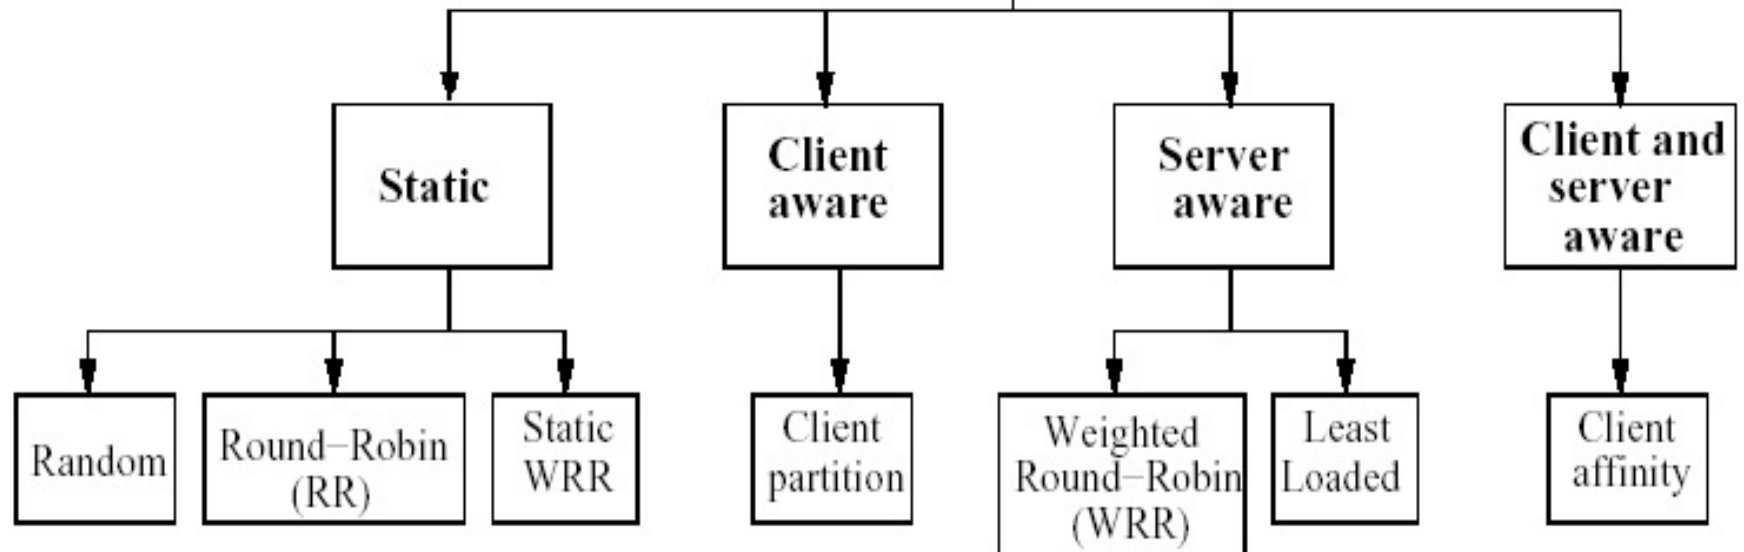 Static
Client
aware
Server
aware
Client and
server
aware
Random
Round–Robin
(RR)
Static
WRR
Client
partition
Weighted
Round–Robin
(WRR)
Least
Loaded
Client
affinity